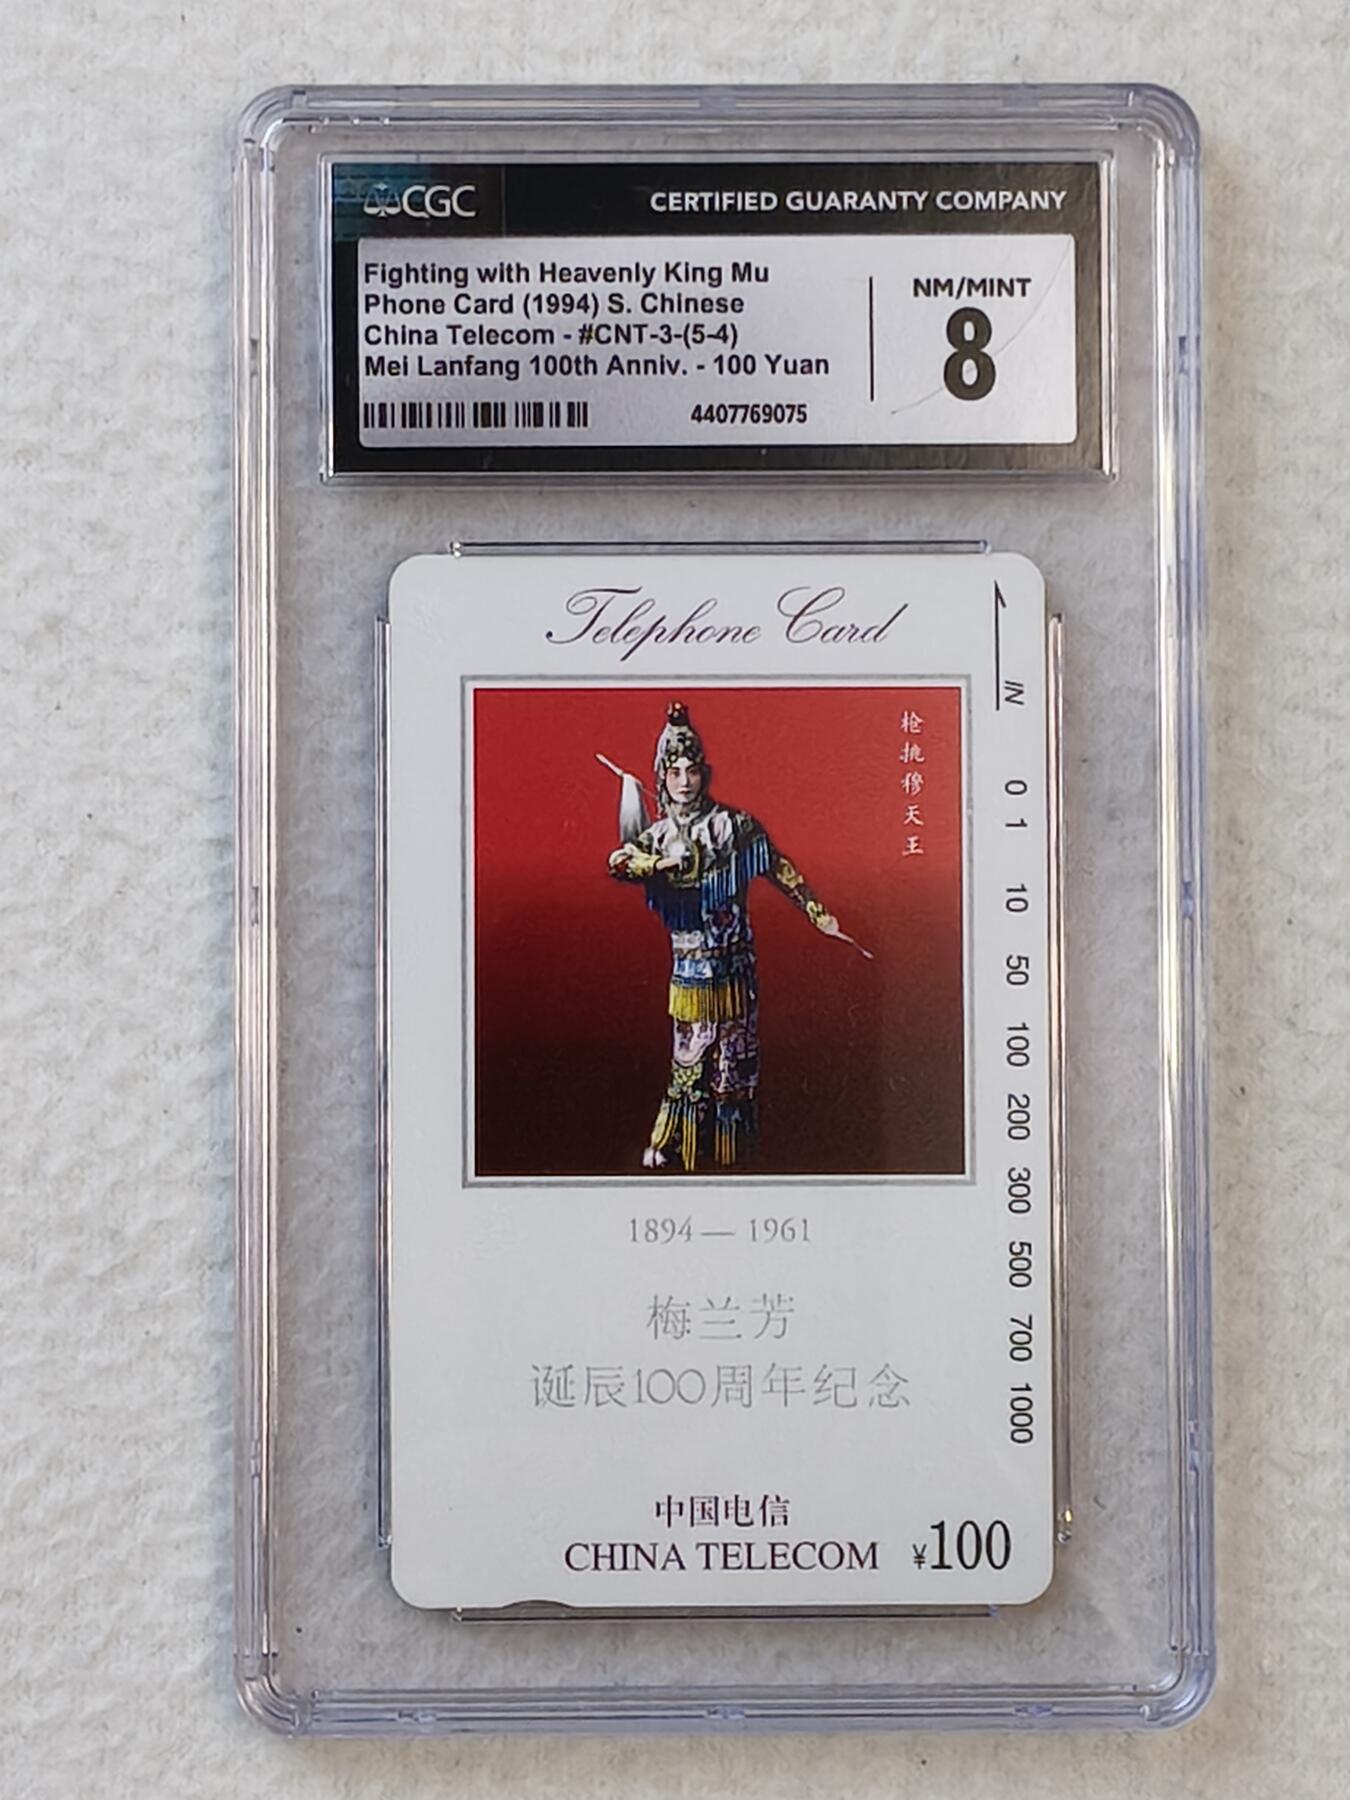 CGC
CERTIFIED GUARANTY COMPANY
Fighting with Heavenly King Mu
Phone Card (1994) S. Chinese
China Telecom - #CNT-3-(5-4)
Mei Lanfang 100th Anniv. - 100 Yuan
4407769075
NM/MINT
8
Telephone Card
枪挑穆天王
IN 0 1 10 50 100 200 300 500 700 1000
1894— 1961
梅兰芳
诞辰100周年纪念
中国电信
CHINA TELECOM ¥100